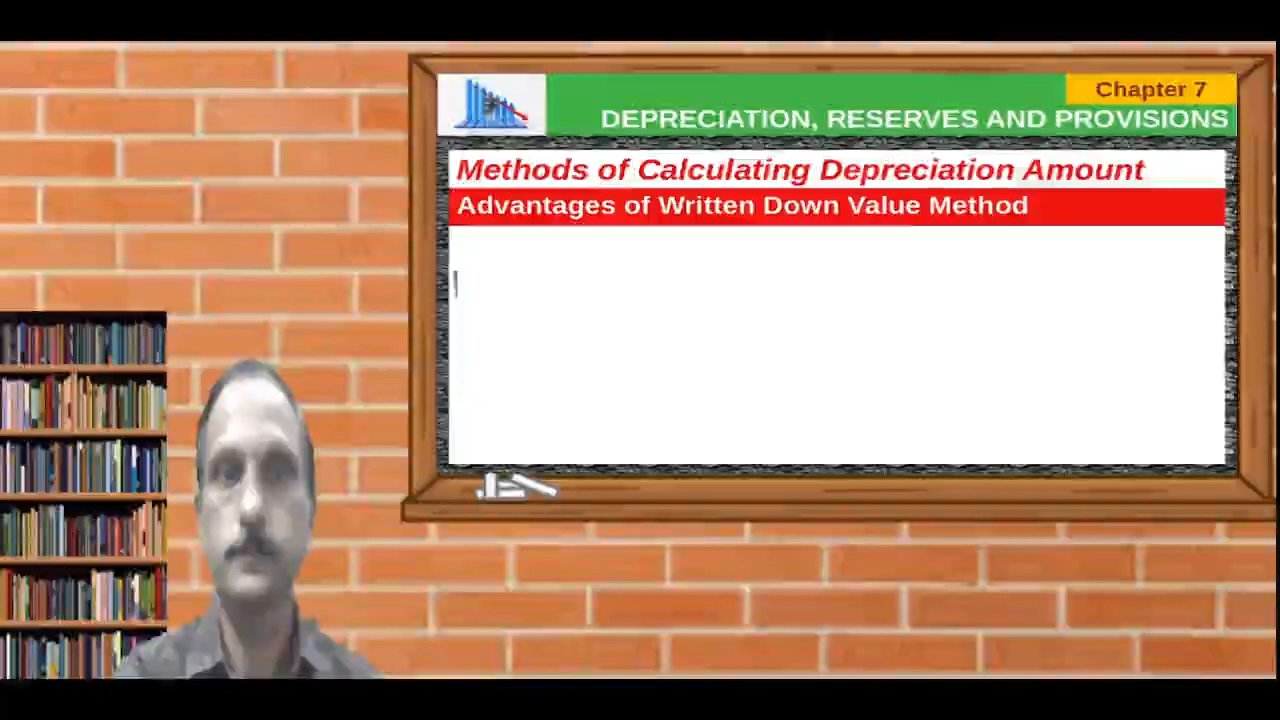 Chapter 7
DEPRECIATION, RESERVES AND PROVISIONS
Methods of Calculating Depreciation Amount
Advantages of Written Down Value Method